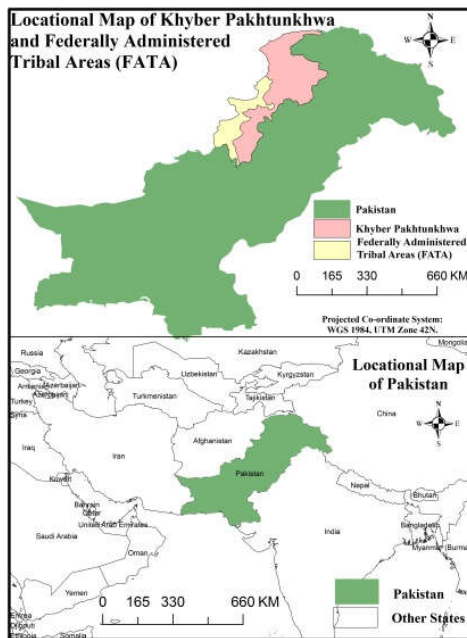 Locational Map of Khyber Pakhtunkhwa
and Federally Administered
Tribal Areas (FATA)
N
W E
S
Pakistan
Khyber Pakhtunkhwa
Federally Administered
Tribal Areas (FATA)
0 165 330 660 KM
Projected Co-ordinate System:
WGS 1984, UTM Zone 42N.
Locational Map
of Pakistan
N
W E
S
Russia
Kazakhstan
Mongolia
Georgia
Uzbekistan
Kyrgyzstan
Azerbaijan
Turkey
Turkmenistan
Tajikistan
China
Syria
Afghanistan
Iraq
Iran
Pakistan
Kuwait
Nepal
Bhutan
Bahrain
Qatar
United Arab Emirates
Bangladesh
Saudi Arabia
India
Myanmar (Burma
Oman
Yemen
Eritrea
Djibouti
Ethiopia
Somalia
0 165 330 660 KM
Pakistan
Other States